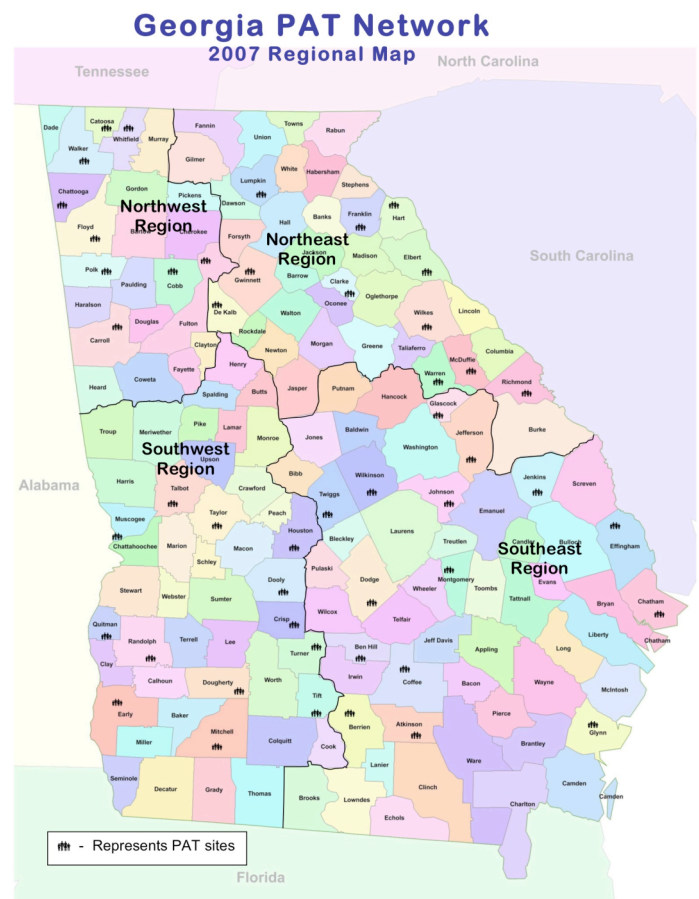 Georgia PAT Network
2007 Regional Map
Tennessee
North Carolina
South Carolina
Alabama
Florida
Northwest
Region
Northeast
Region
Southwest
Region
Southeast
Region
Dade
Catoosa
Whitfield
Murray
Fannin
Union
Towns
Rabun
Walker
Gilmer
White
Habersham
Stephens
Lumpkin
Chattooga
Gordon
Pickens
Dawson
Banks
Franklin
Hart
Floyd
Bartow
Cherokee
Forsyth
Hall
Jackson
Madison
Elbert
Polk
Paulding
Cobb
Gwinnett
Barrow
Clarke
Oconee
Oglethorpe
Wilkes
Lincoln
Haralson
Douglas
Fulton
De Kalb
Rockdale
Walton
Morgan
Greene
Taliaferro
Columbia
McDuffie
Warren
Richmond
Carroll
Clayton
Fayette
Henry
Newton
Heard
Coweta
Spalding
Butts
Jasper
Putnam
Hancock
Glascock
Jefferson
Burke
Troup
Meriwether
Pike
Lamar
Monroe
Jones
Baldwin
Washington
Upson
Bibb
Wilkinson
Jenkins
Screven
Harris
Talbot
Crawford
Twiggs
Johnson
Emanuel
Muscogee
Chattahoochee
Taylor
Peach
Houston
Bleckley
Laurens
Treutlen
Candler
Bulloch
Effingham
Marion
Schley
Macon
Pulaski
Dodge
Wheeler
Montgomery
Toombs
Tattnall
Evans
Bryan
Chatham
Chatham
Stewart
Webster
Sumter
Dooly
Crisp
Wilcox
Telfair
Liberty
Quitman
Randolph
Terrell
Lee
Turner
Ben Hill
Jeff Davis
Appling
Long
Clay
Calhoun
Dougherty
Worth
Tift
Irwin
Coffee
Bacon
Wayne
McIntosh
Early
Baker
Mitchell
Berrien
Atkinson
Pierce
Glynn
Miller
Colquitt
Cook
Lanier
Ware
Brantley
Seminole
Decatur
Grady
Thomas
Brooks
Lowndes
Clinch
Echols
Charlton
Camden
Camden
- Represents PAT sites